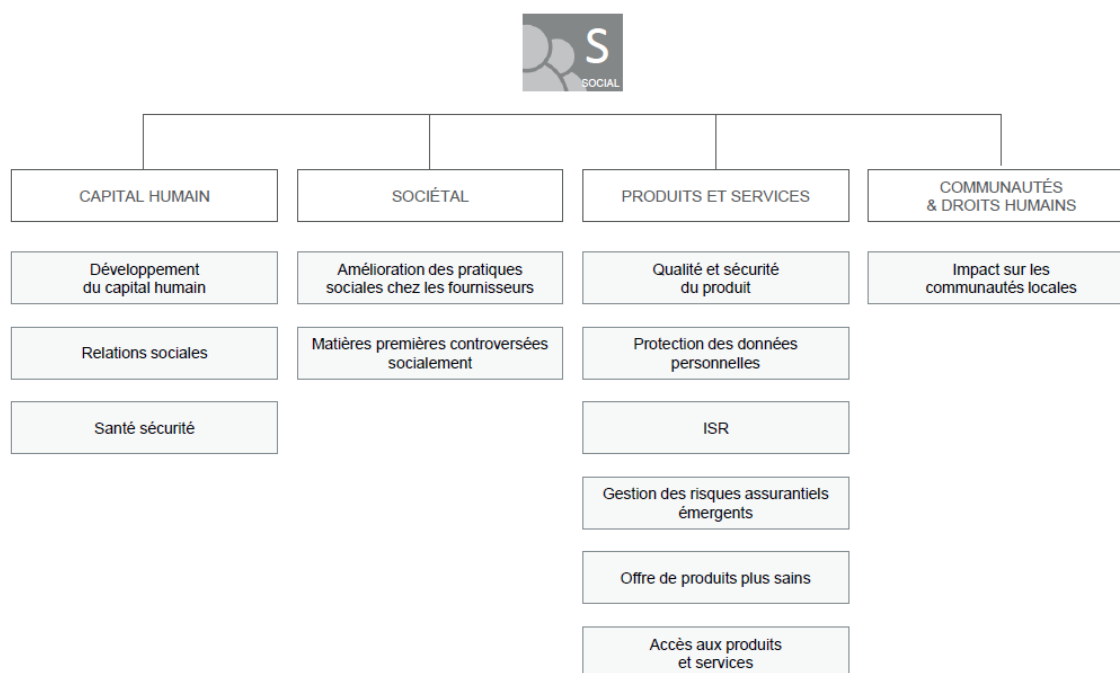 S
SOCIAL
CAPITAL HUMAIN
SOCIÉTAL
PRODUITS ET SERVICES
COMMUNAUTÉS
& DROITS HUMAINS
Développement
du capital humain
Amélioration des pratiques
sociales chez les fournisseurs
Qualité et sécurité
du produit
Impact sur les
communautés locales
Relations sociales
Matières premières controversées
socialement
Protection des données
personnelles
Santé sécurité
ISR
Gestion des risques assurantiels
émergents
Offre de produits plus sains
Accès aux produits
et services